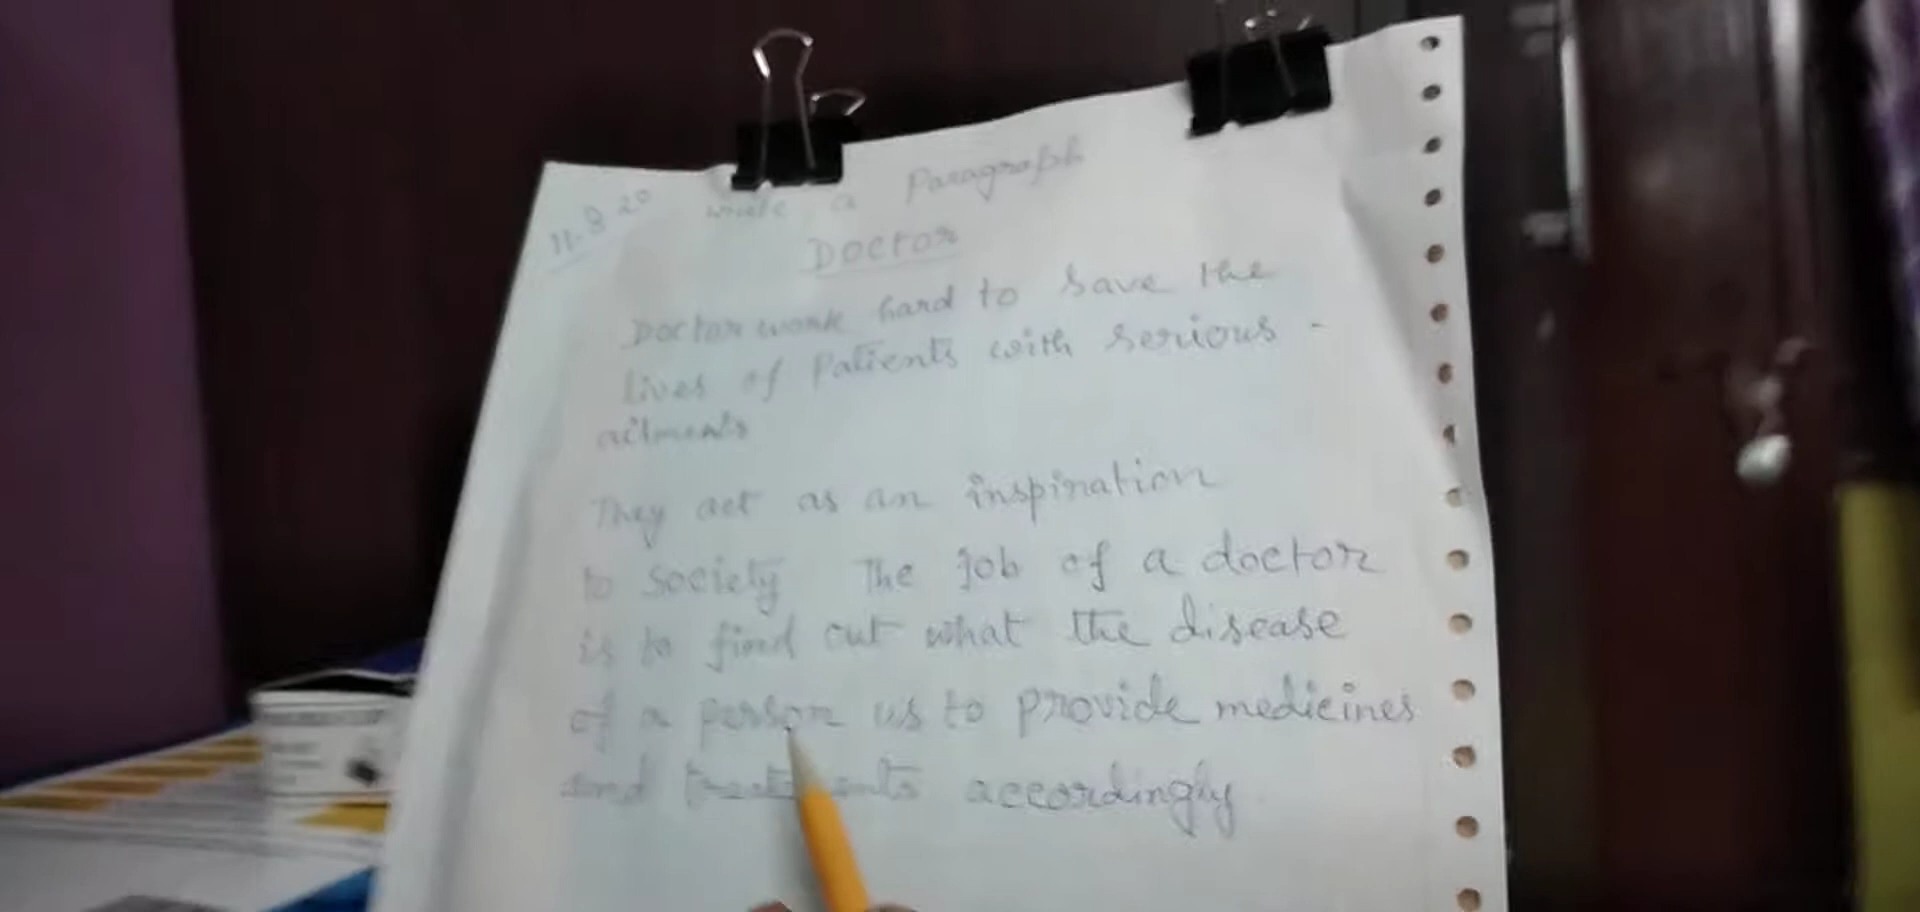 11.8.20 write a Paragraph
Doctor
Doctor work hard to save the
lives of Patients with serious -
ailments
They act as an inspiration
to society The job of a doctor
is to find out what the disease
of a person us to provide medicines
and treatments accordingly